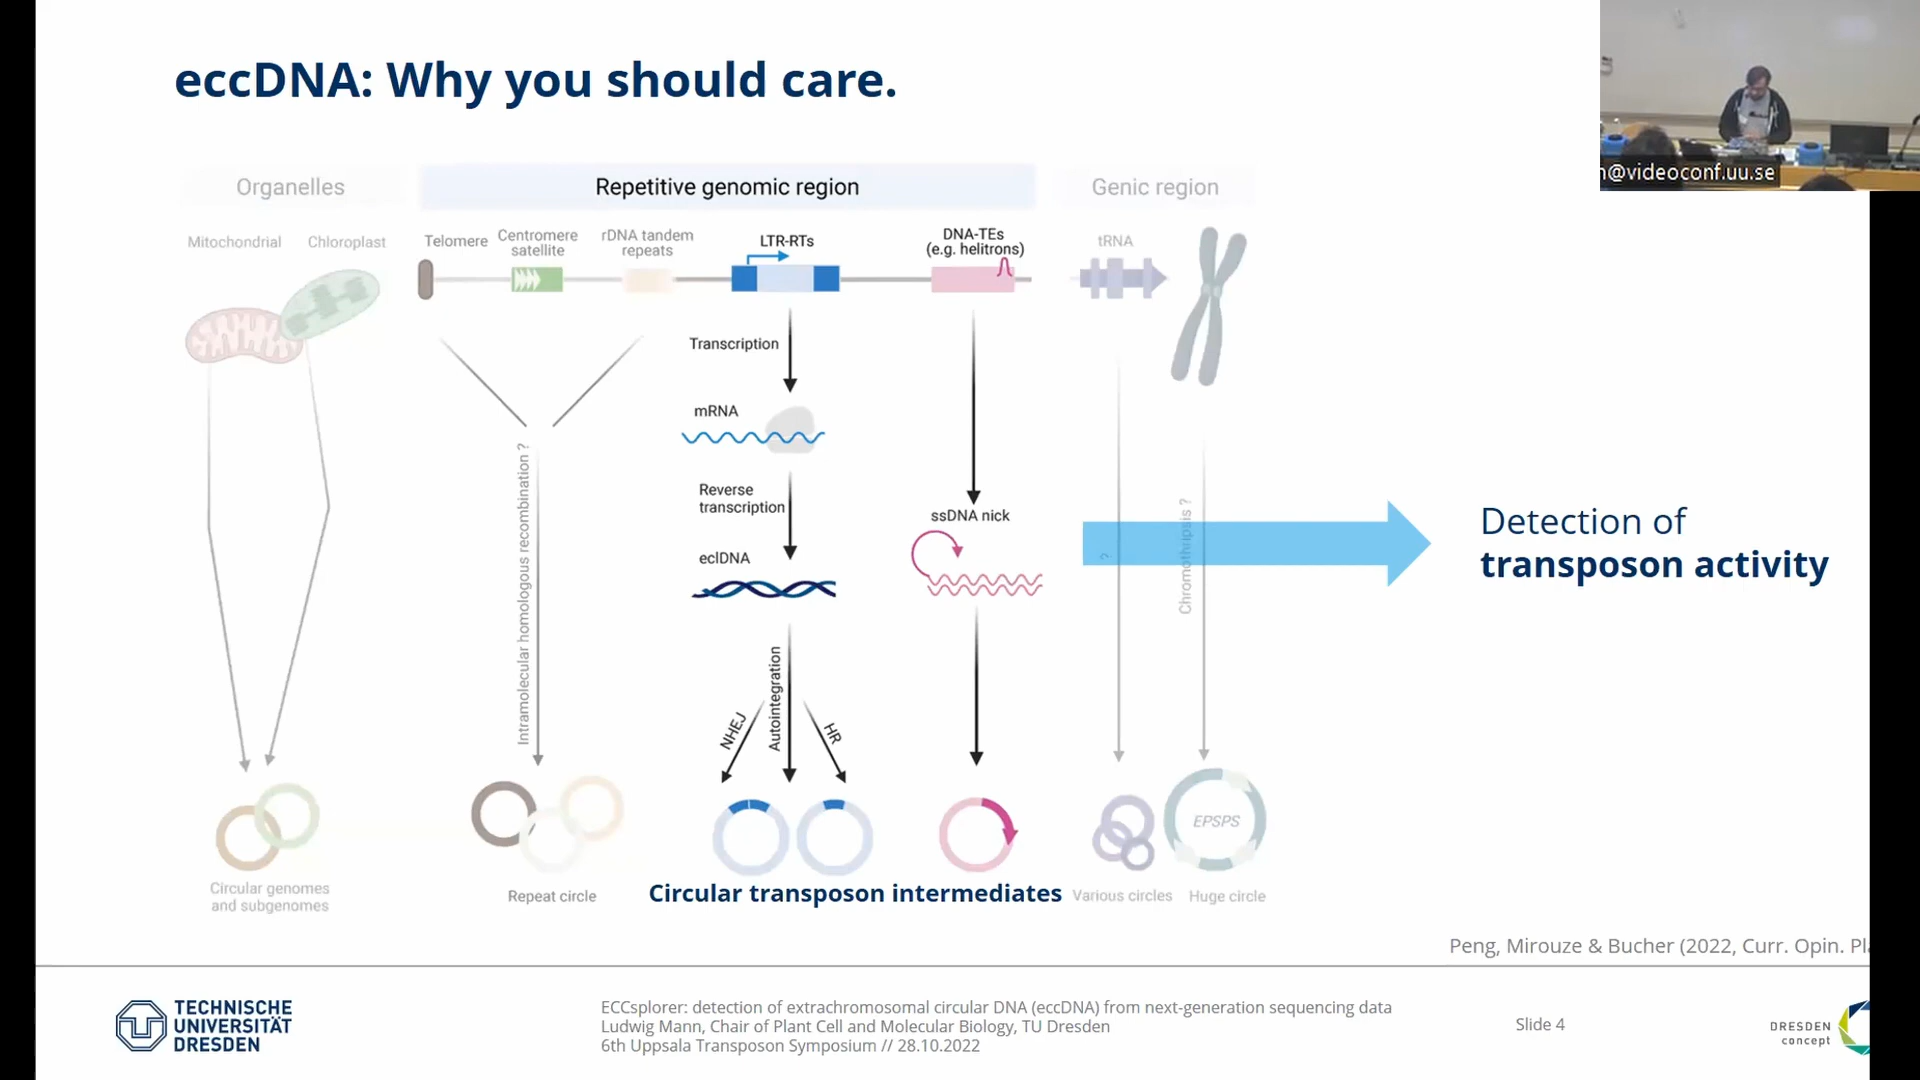 eccDNA: Why you should care.
n@videoconf.uu.se
Organelles
Repetitive genomic region
Genic region
Mitochondrial
Chloroplast
Telomere
Centromere
satellite
rDNA tandem
repeats
LTR-RTs
DNA-TEs
(e.g. helitrons)
tRNA
Transcription
mRNA
Reverse
transcription
eclDNA
ssDNA nick
Intramolecular homologous recombination ?
?
Chromothripsis ?
Detection of
transposon activity
NHEJ
Autointegration
HR
EPSPS
Circular genomes
and subgenomes
Repeat circle
Circular transposon intermediates
Various circles
Huge circle
Peng, Mirouze & Bucher (2022, Curr. Opin. Pl
TECHNISCHE
UNIVERSITÄT
DRESDEN
ECCsplorer: detection of extrachromosomal circular DNA (eccDNA) from next-generation sequencing data
Ludwig Mann, Chair of Plant Cell and Molecular Biology, TU Dresden
6th Uppsala Transposon Symposium // 28.10.2022
Slide 4
DRESDEN
concept